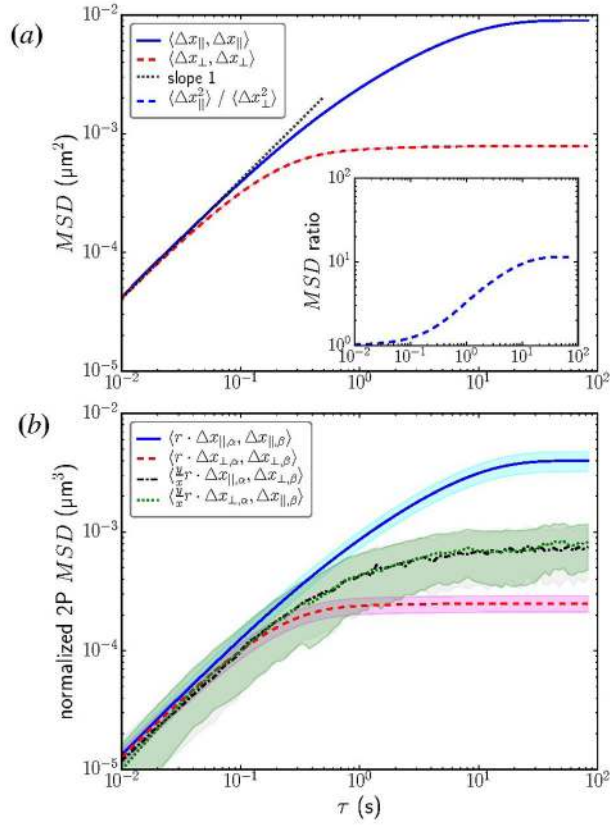 (a)
10⁻²
10⁻³
10⁻⁴
10⁻⁵
MSD (μm²)
⟨Δx∥, Δx∥⟩
⟨Δx⊥, Δx⊥⟩
slope 1
⟨Δx∥²⟩ / ⟨Δx⊥²⟩
MSD ratio
10²
10¹
10⁰
10⁻² 10⁻¹ 10⁰ 10¹ 10²
10⁻² 10⁻¹ 10⁰ 10¹ 10²
(b)
10⁻²
10⁻³
10⁻⁴
10⁻⁵
normalized 2P MSD (μm³)
⟨r · Δx∥,α, Δx∥,β⟩
⟨r · Δx⊥,α, Δx⊥,β⟩
⟨y/x r · Δx∥,α, Δx⊥,β⟩
⟨y/x r · Δx⊥,α, Δx∥,β⟩
10⁻² 10⁻¹ 10⁰ 10¹ 10²
τ (s)